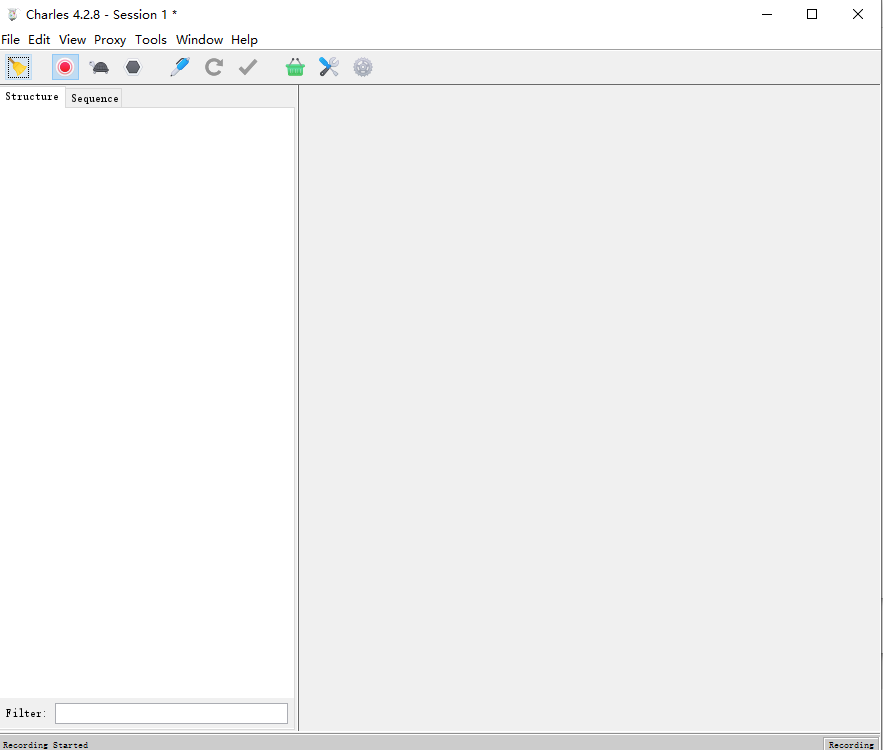 Charles 4.2.8 - Session 1 *
File Edit View Proxy Tools Window Help
Structure Sequence
Filter:
Recording Started Recording